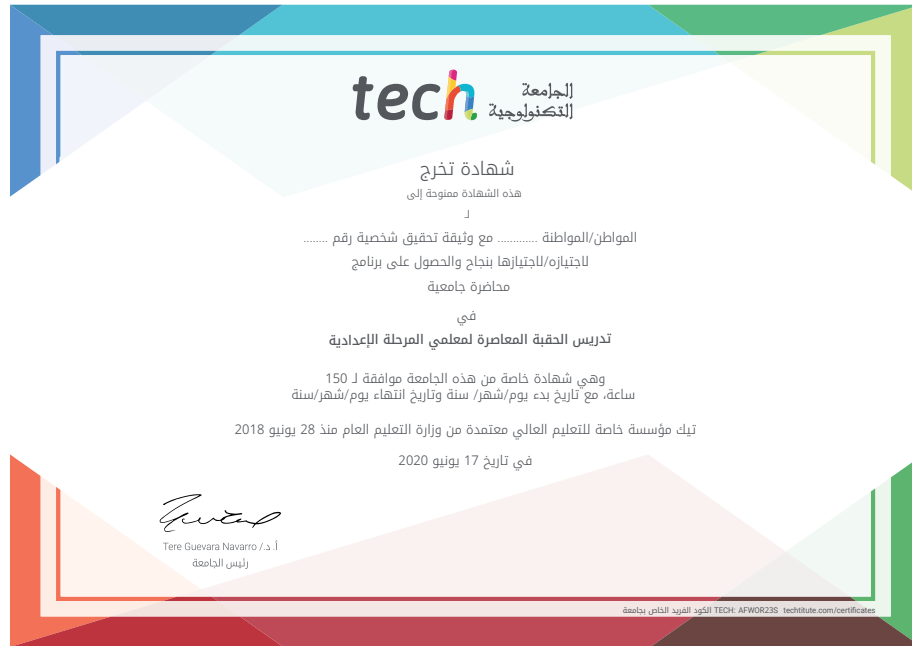 tech الجامعة
التكنولوجية
شهادة تخرج
هذه الشهادة ممنوحة إلى
لـ
المواطن/المواطنة ............ مع وثيقة تحقيق شخصية رقم ........
لاجتيازه/لاجتيازها بنجاح والحصول على برنامج
محاضرة جامعية
في
تدريس الحقبة المعاصرة لمعلمي المرحلة الإعدادية
وهي شهادة خاصة من هذه الجامعة موافقة لـ 150
ساعة، مع تاريخ بدء يوم/شهر/ سنة وتاريخ انتهاء يوم/شهر/سنة
تيك مؤسسة خاصة للتعليم العالي معتمدة من وزارة التعليم العام منذ 28 يونيو 2018
في تاريخ 17 يونيو 2020
أ. د./ Tere Guevara Navarro
رئيس الجامعة
الكود الفريد الخاص بجامعة TECH: AFWOR23S techtitute.com/certificates